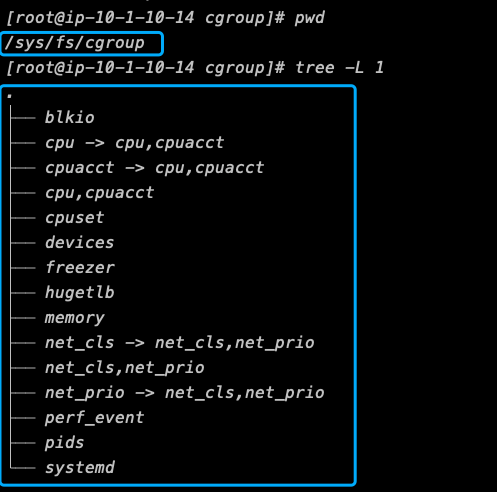 [root@ip-10-1-10-14 cgroup]# pwd
/sys/fs/cgroup
[root@ip-10-1-10-14 cgroup]# tree -L 1
.
├── blkio
├── cpu -> cpu,cpuacct
├── cpuacct -> cpu,cpuacct
├── cpu,cpuacct
├── cpuset
├── devices
├── freezer
├── hugetlb
├── memory
├── net_cls -> net_cls,net_prio
├── net_cls,net_prio
├── net_prio -> net_cls,net_prio
├── perf_event
├── pids
└── systemd